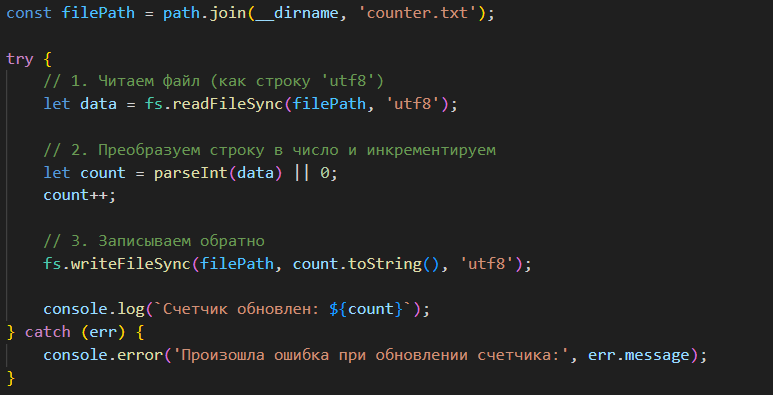 const filePath = path.join(__dirname, 'counter.txt');
try {
// 1. Читаем файл (как строку 'utf8')
let data = fs.readFileSync(filePath, 'utf8');
// 2. Преобразуем строку в число и инкрементируем
let count = parseInt(data) || 0;
count++;
// 3. Записываем обратно
fs.writeFileSync(filePath, count.toString(), 'utf8');
console.log(`Счетчик обновлен: ${count}`);
} catch (err) {
console.error('Произошла ошибка при обновлении счетчика:', err.message);
}